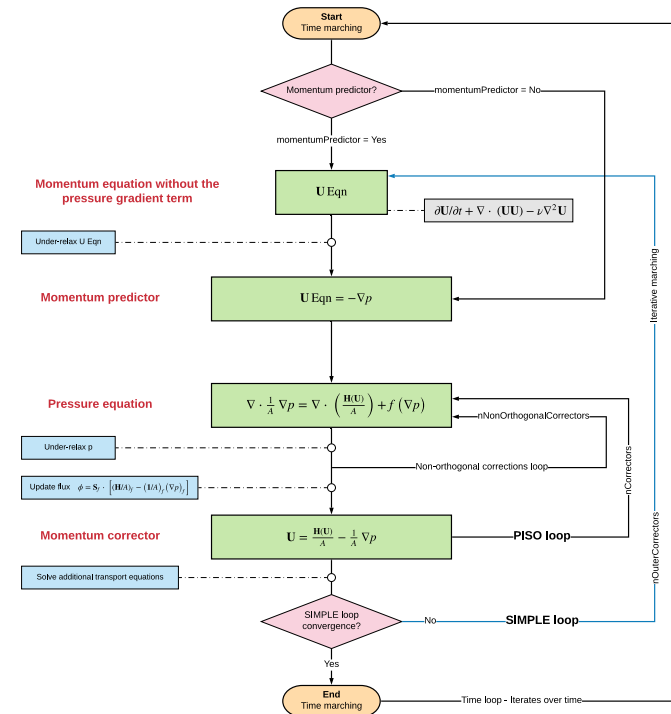 Start
Time marching
Momentum predictor?
momentumPredictor = No
momentumPredictor = Yes
Momentum equation without the
pressure gradient term
U Eqn
∂U/∂t + ∇ · (UU) − ν∇²U
Under-relax U Eqn
Iterative marching
Momentum predictor
U Eqn = −∇p
Pressure equation
∇ · 1/A ∇p = ∇ · (H(U)/A) + f (∇p)
nNonOrthogonalCorrectors
Under-relax p
Non-orthogonal corrections loop
nCorrectors
Update flux ϕ = S_f · [(H/A)_f − (1/A)_f (∇p)_f]
Momentum corrector
U = H(U)/A − 1/A ∇p
PISO loop
nOuterCorrectors
Solve additional transport equations
SIMPLE loop
convergence?
No
SIMPLE loop
Yes
End
Time marching
Time loop - Iterates over time